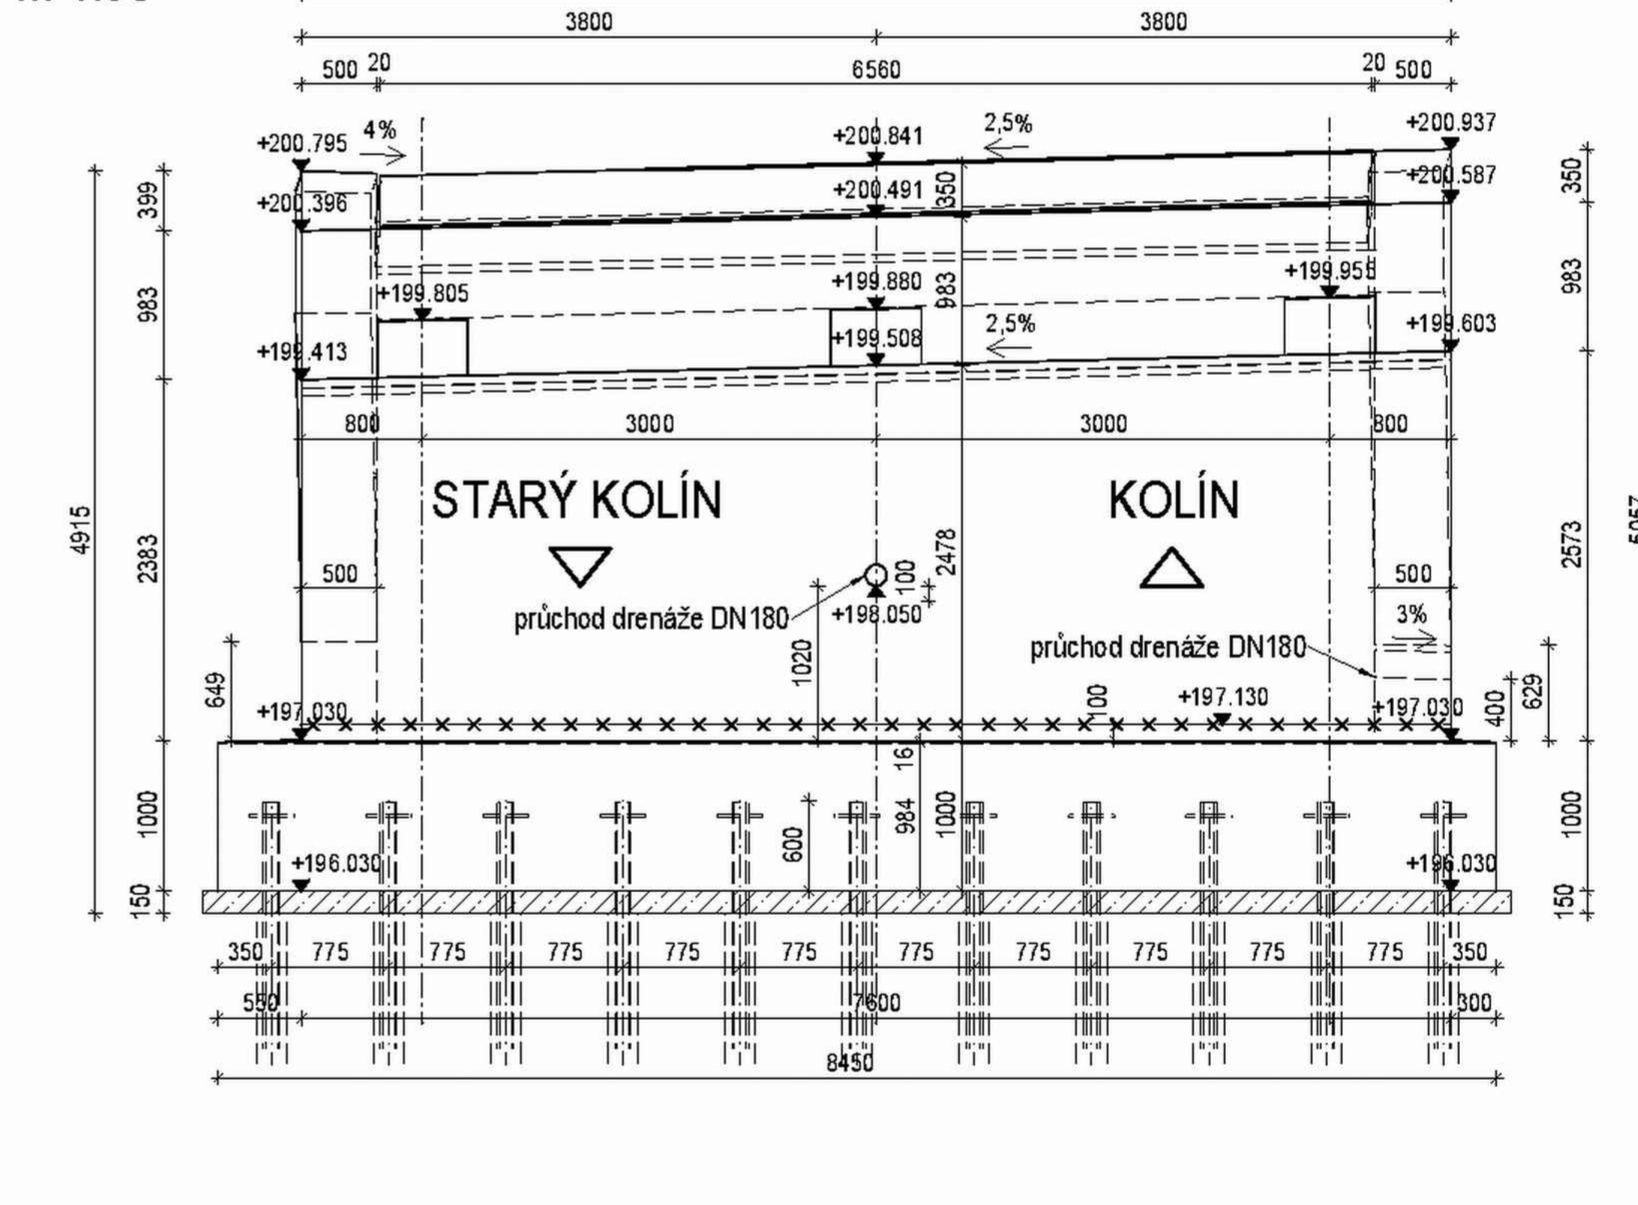 3800 3800
500 20 6560 20 500
+200.795 4% +200.841 2,5% +200.937
399 +200.396 +200.491 350 +200.587 350
983 +199.805 +199.880 983 +199.955 983
+199.413 +199.508 2,5% +199.603
800 3000 3000 800
STARÝ KOLÍN KOLÍN
4915 2383 500 100 2478 500 2573
průchod drenáže DN180 +198.050 3%
průchod drenáže DN180
649 1020 100 +197.130 400 629
+197.030 +197.030
16
1000 600 984 1000 1000
+196.030 +196.030
150 150
350 775 775 775 775 775 775 775 775 775 775 350
550 7600 300
8450